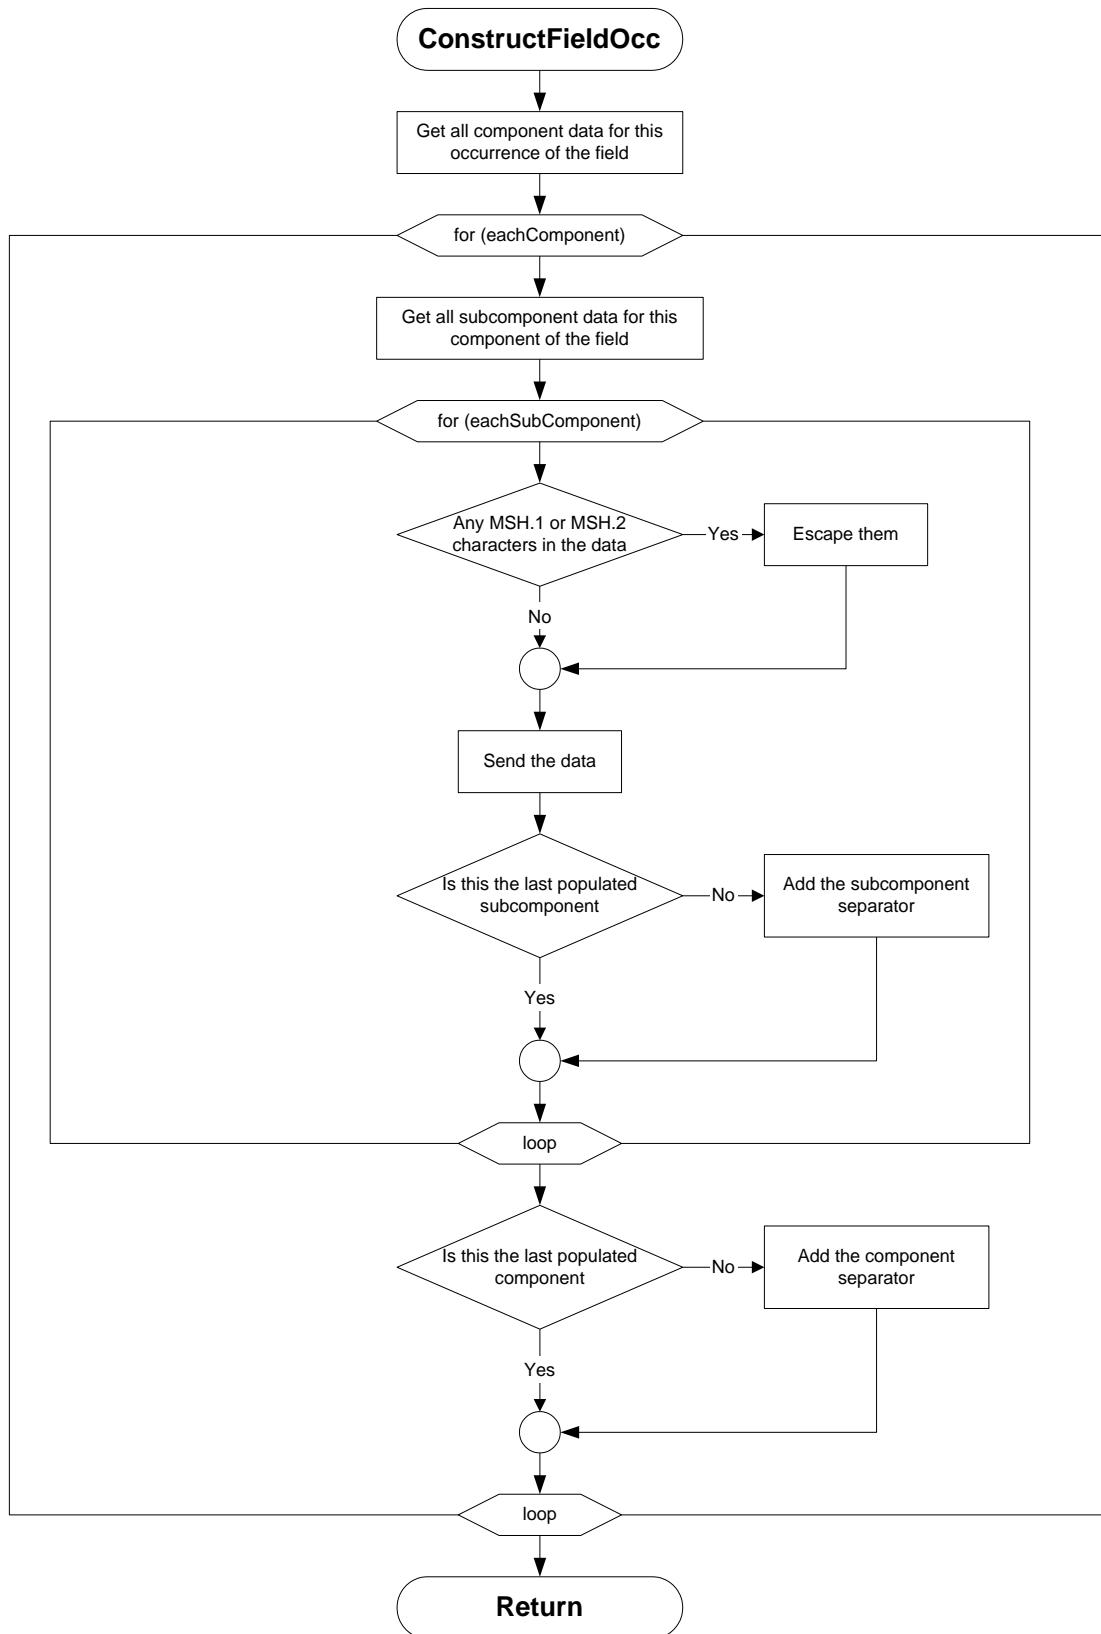 ConstructFieldOcc
Get all component data for this
occurrence of the field
for (eachComponent)
Get all subcomponent data for this
component of the field
for (eachSubComponent)
Any MSH.1 or MSH.2
characters in the data
Yes
Escape them
No
Send the data
Is this the last populated
subcomponent
No
Add the subcomponent
separator
Yes
loop
Is this the last populated
component
No
Add the component
separator
Yes
loop
Return